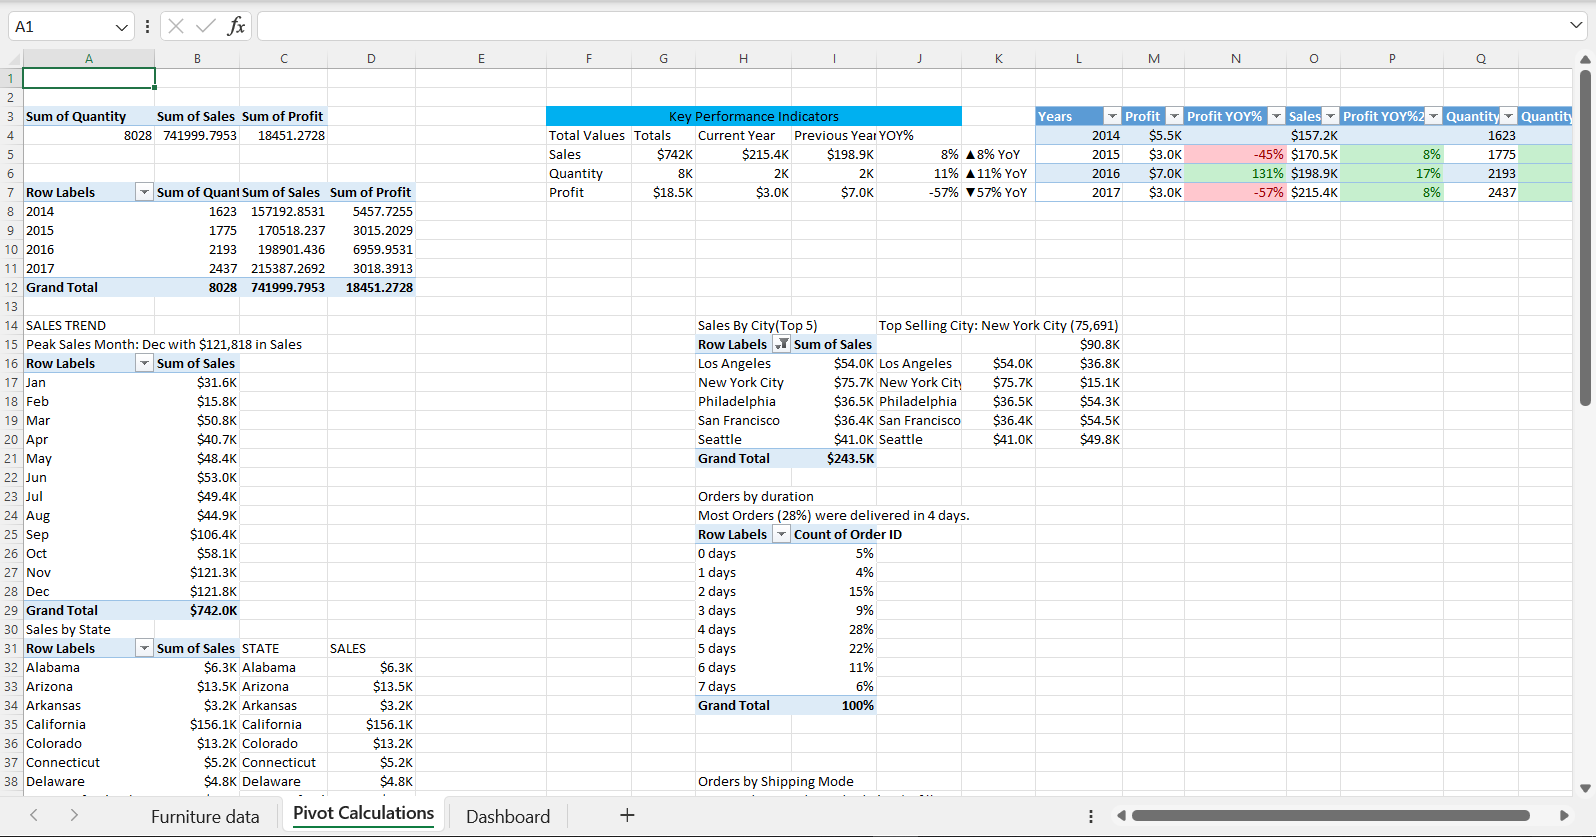 A1 fx
A B C D E F G H I J K L M N O P Q
1
2
3 Sum of Quantity Sum of Sales Sum of Profit Key Performance Indicators Years Profit Profit YOY% Sales Profit YOY%2 Quantity Quantity
4 8028 741999.7953 18451.2728 Total Values Totals Current Year Previous Year YOY% 2014 $5.5K $157.2K 1623
5 Sales $742K $215.4K $198.9K 8% ▲8% YoY 2015 $3.0K -45% $170.5K 8% 1775
6 Quantity 8K 2K 2K 11% ▲11% YoY 2016 $7.0K 131% $198.9K 17% 2193
7 Row Labels Sum of Quant Sum of Sales Sum of Profit Profit $18.5K $3.0K $7.0K -57% ▼57% YoY 2017 $3.0K -57% $215.4K 8% 2437
8 2014 1623 157192.8531 5457.7255
9 2015 1775 170518.237 3015.2029
10 2016 2193 198901.436 6959.9531
11 2017 2437 215387.2692 3018.3913
12 Grand Total 8028 741999.7953 18451.2728
13
14 SALES TREND Sales By City(Top 5) Top Selling City: New York City (75,691)
15 Peak Sales Month: Dec with $121,818 in Sales Row Labels Sum of Sales $90.8K
16 Row Labels Sum of Sales Los Angeles $54.0K Los Angeles $54.0K $36.8K
17 Jan $31.6K New York City $75.7K New York City $75.7K $15.1K
18 Feb $15.8K Philadelphia $36.5K Philadelphia $36.5K $54.3K
19 Mar $50.8K San Francisco $36.4K San Francisco $36.4K $54.5K
20 Apr $40.7K Seattle $41.0K Seattle $41.0K $49.8K
21 May $48.4K Grand Total $243.5K
22 Jun $53.0K
23 Jul $49.4K Orders by duration
24 Aug $44.9K Most Orders (28%) were delivered in 4 days.
25 Sep $106.4K Row Labels Count of Order ID
26 Oct $58.1K 0 days 5%
27 Nov $121.3K 1 days 4%
28 Dec $121.8K 2 days 15%
29 Grand Total $742.0K 3 days 9%
30 Sales by State 4 days 28%
31 Row Labels Sum of Sales STATE SALES 5 days 22%
32 Alabama $6.3K Alabama $6.3K 6 days 11%
33 Arizona $13.5K Arizona $13.5K 7 days 6%
34 Arkansas $3.2K Arkansas $3.2K Grand Total 100%
35 California $156.1K California $156.1K
36 Colorado $13.2K Colorado $13.2K
37 Connecticut $5.2K Connecticut $5.2K
38 Delaware $4.8K Delaware $4.8K Orders by Shipping Mode
Furniture data Pivot Calculations Dashboard +